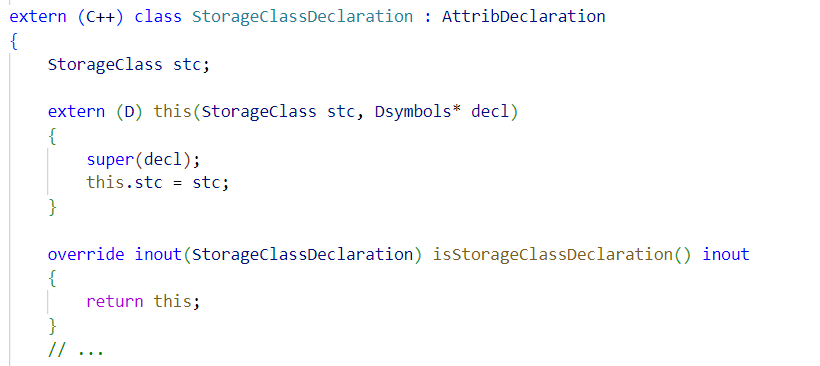 extern (C++) class StorageClassDeclaration : AttribDeclaration
{
    StorageClass stc;

    extern (D) this(StorageClass stc, Dsymbols* decl)
    {
        super(decl);
        this.stc = stc;
    }

    override inout(StorageClassDeclaration) isStorageClassDeclaration() inout
    {
        return this;
    }
    // ...